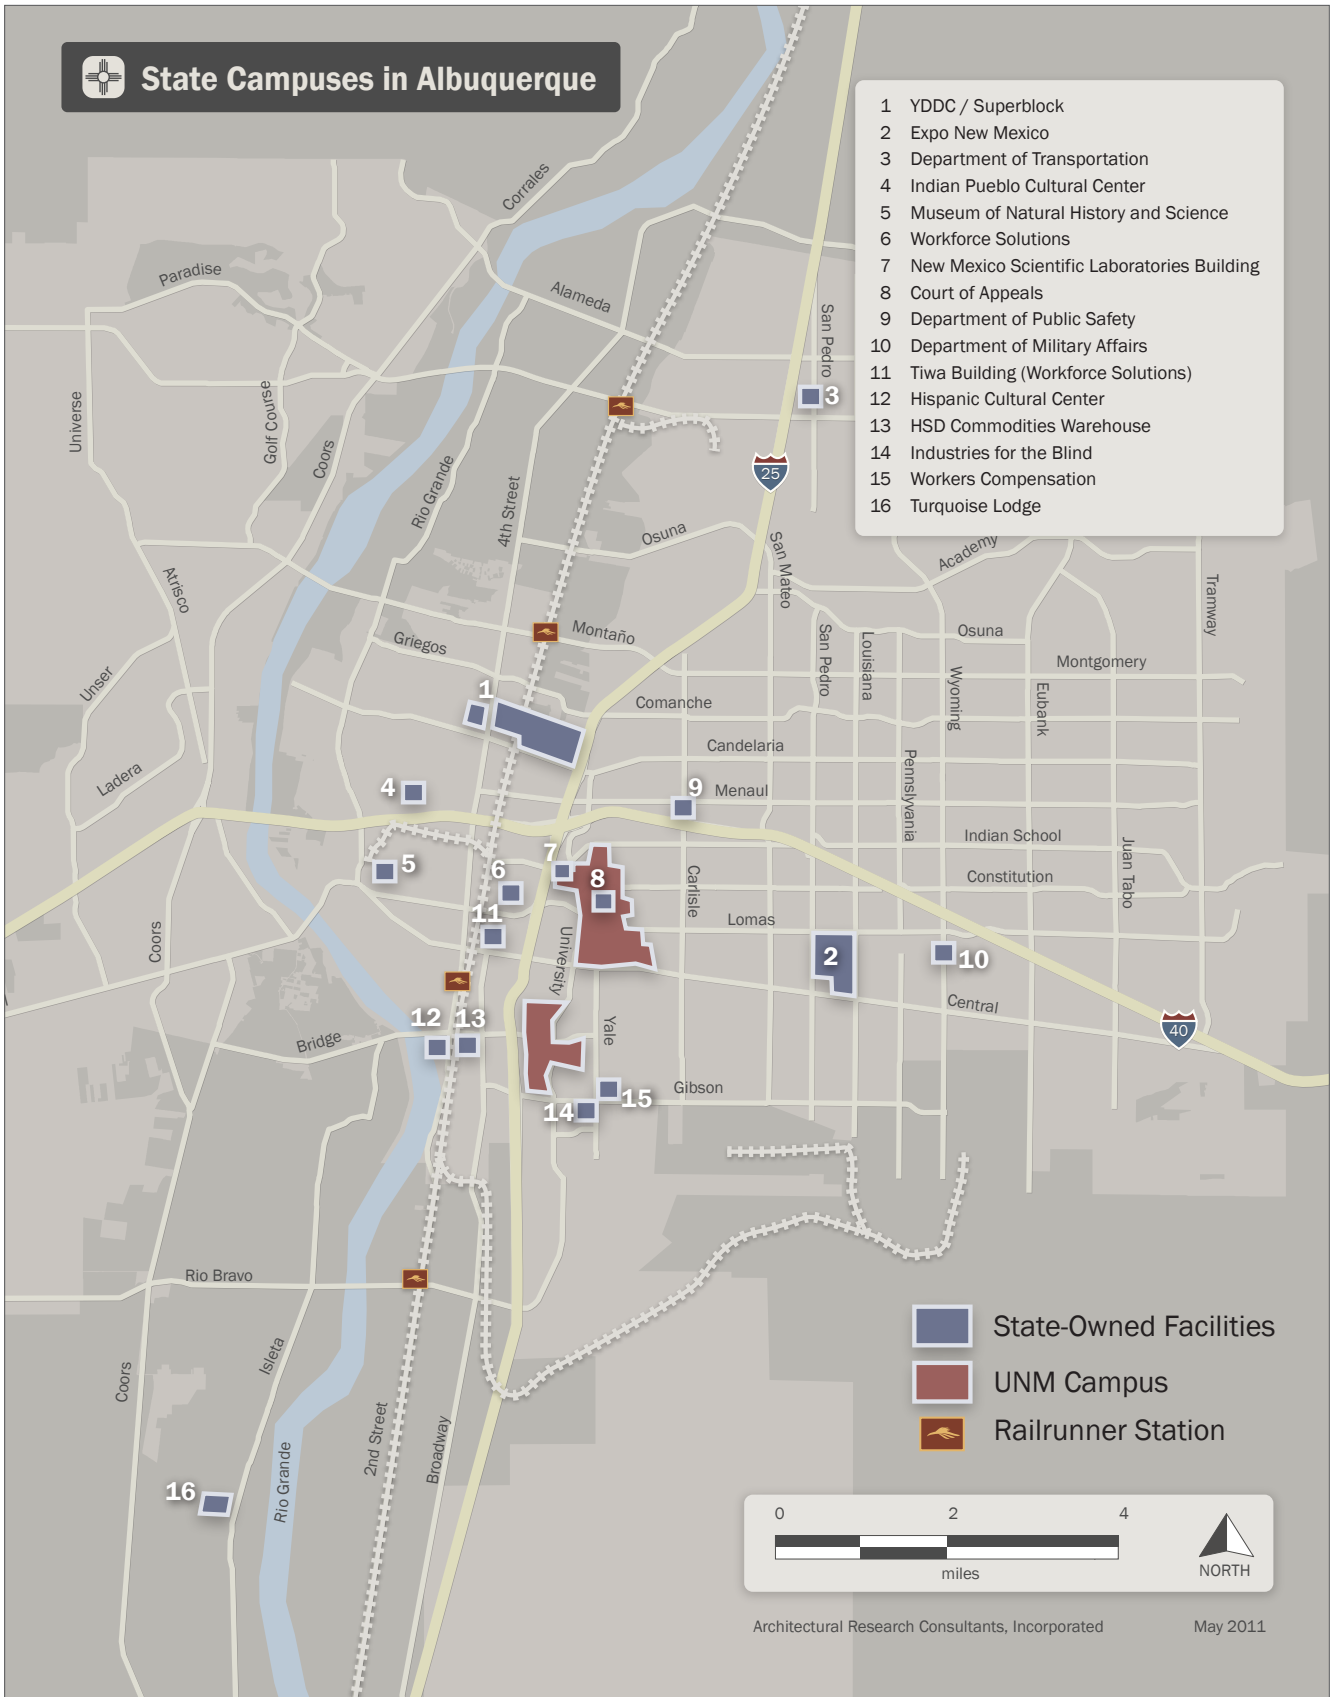 State Campuses in Albuquerque
1 YDDC / Superblock
2 Expo New Mexico
3 Department of Transportation
4 Indian Pueblo Cultural Center
5 Museum of Natural History and Science
6 Workforce Solutions
7 New Mexico Scientific Laboratories Building
8 Court of Appeals
9 Department of Public Safety
10 Department of Military Affairs
11 Tiwa Building (Workforce Solutions)
12 Hispanic Cultural Center
13 HSD Commodities Warehouse
14 Industries for the Blind
15 Workers Compensation
16 Turquoise Lodge
Corrales
Paradise
Alameda
San Pedro
3
Universe
Golf Course
Coors
Rio Grande
4th Street
25
Osuna
San Mateo
Academy
Atrisco
Tramway
Griegos
Montaño
San Pedro
Louisiana
Osuna
Montgomery
Unser
1
Comanche
Wyoming
Eubank
Candelaria
Ladera
4
9
Menaul
Pennsylvania
Indian School
Juan Tabo
5
6
7
8
Carlisle
Constitution
11
Lomas
Coors
University
2
10
Central
12
13
Bridge
Yale
40
Gibson
14
15
Rio Bravo
Coors
Isleta
2nd Street
Broadway
Rio Grande
16
State-Owned Facilities
UNM Campus
Railrunner Station
0 2 4
miles
NORTH
Architectural Research Consultants, Incorporated May 2011